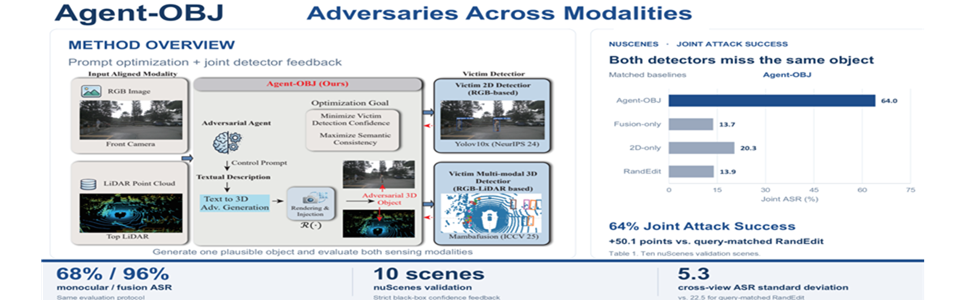 Agent-OBJ
Adversaries Across Modalities
METHOD OVERVIEW
Prompt optimization + joint detector feedback
Input Aligned Modality
RGB Image
Front Camera
LiDAR Point Cloud
Top LiDAR
Agent-OBJ (Ours)
Optimization Goal
Minimize Victim
Detection Confidence
Maximize Semantic
Consistency
Adversarial Agent
Control Prompt
Textual Description
Text to 3D
Adv. Generation
Rendering &
Injection
R(·)
Adversarial 3D
Object
Victim Detector
Victim 2D Detector
(RGB-based)
Yolov10x (NeurIPS 24)
Victim Multi-modal 3D
Detector
(RGB-LiDAR based)
Mambafusion (ICCV 25)
Generate one plausible object and evaluate both sensing modalities
NUSCENES · JOINT ATTACK SUCCESS
Both detectors miss the same object
Matched baselines
Agent-OBJ
Agent-OBJ 64.0
Fusion-only 13.7
2D-only 20.3
RandEdit 13.9
0 15 30 45 60 75
Joint ASR (%)
64% Joint Attack Success
+50.1 points vs. query-matched RandEdit
Table 1. Ten nuScenes validation scenes.
68% / 96%
monocular / fusion ASR
Same evaluation protocol
10 scenes
nuScenes validation
Strict black-box confidence feedback
5.3
cross-view ASR standard deviation
vs. 22.5 for query-matched RandEdit